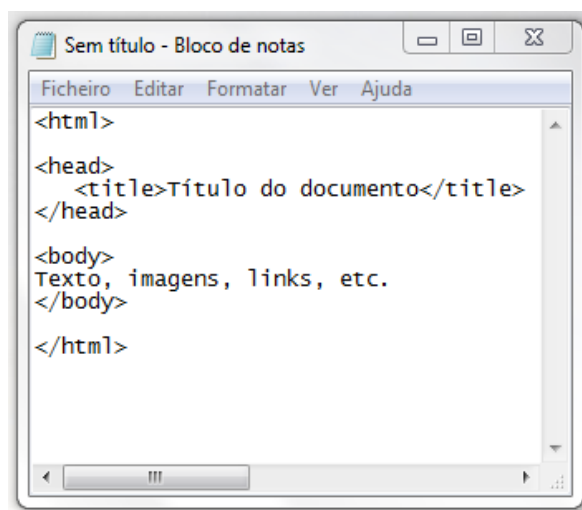 Sem título - Bloco de notas
Ficheiro Editar Formatar Ver Ajuda
<html>
<head>
<title>Título do documento</title>
</head>
<body>
Texto, imagens, links, etc.
</body>
</html>